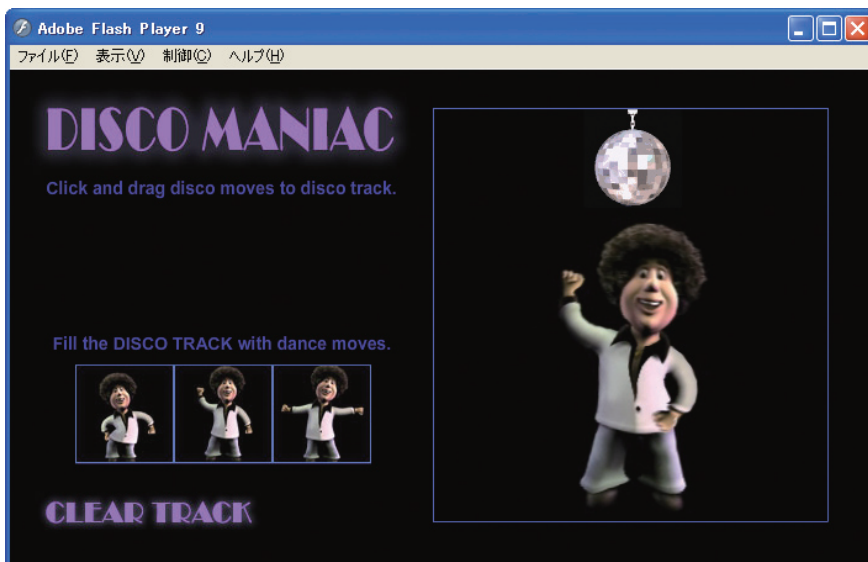 Adobe Flash Player 9
ファイル(F) 表示(V) 制御(C) ヘルプ(H)
DISCO MANIAC
Click and drag disco moves to disco track.
Fill the DISCO TRACK with dance moves.
CLEAR TRACK